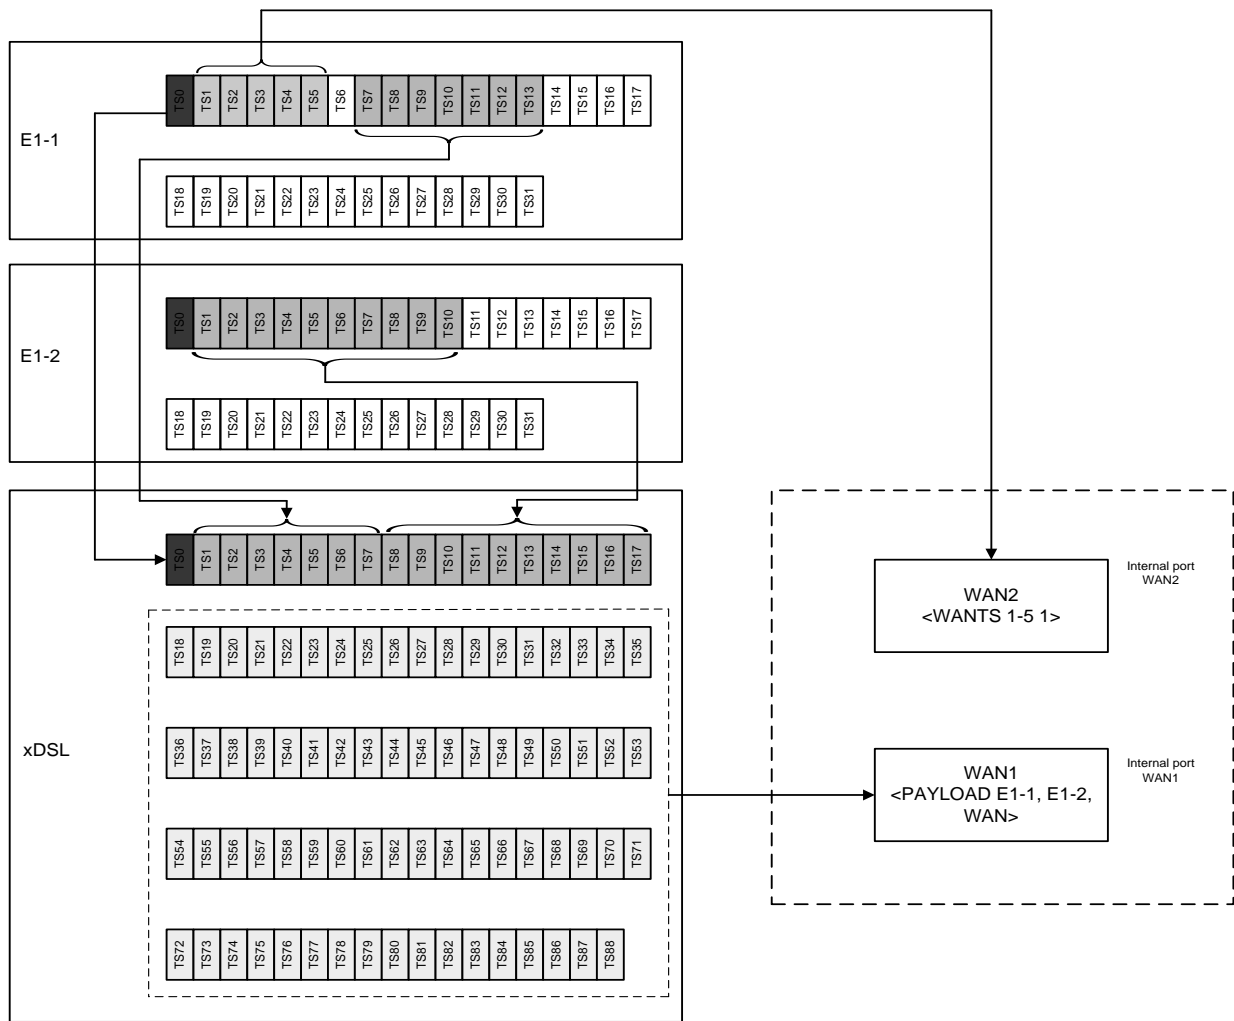 E1-1
TS0 TS1 TS2 TS3 TS4 TS5 TS6 TS7 TS8 TS9 TS10 TS11 TS12 TS13 TS14 TS15 TS16 TS17
TS18 TS19 TS20 TS21 TS22 TS23 TS24 TS25 TS26 TS27 TS28 TS29 TS30 TS31
E1-2
TS0 TS1 TS2 TS3 TS4 TS5 TS6 TS7 TS8 TS9 TS10 TS11 TS12 TS13 TS14 TS15 TS16 TS17
TS18 TS19 TS20 TS21 TS22 TS23 TS24 TS25 TS26 TS27 TS28 TS29 TS30 TS31
xDSL
TS0 TS1 TS2 TS3 TS4 TS5 TS6 TS7 TS8 TS9 TS10 TS11 TS12 TS13 TS14 TS15 TS16 TS17
TS18 TS19 TS20 TS21 TS22 TS23 TS24 TS25 TS26 TS27 TS28 TS29 TS30 TS31 TS32 TS33 TS34 TS35
TS36 TS37 TS38 TS39 TS40 TS41 TS42 TS43 TS44 TS45 TS46 TS47 TS48 TS49 TS50 TS51 TS52 TS53
TS54 TS55 TS56 TS57 TS58 TS59 TS60 TS61 TS62 TS63 TS64 TS65 TS66 TS67 TS68 TS69 TS70 TS71
TS72 TS73 TS74 TS75 TS76 TS77 TS78 TS79 TS80 TS81 TS82 TS83 TS84 TS85 TS86 TS87 TS88
WAN2
<WANTS 1-5 1>
Internal port
WAN2
WAN1
<PAYLOAD E1-1, E1-2,
WAN>
Internal port
WAN1